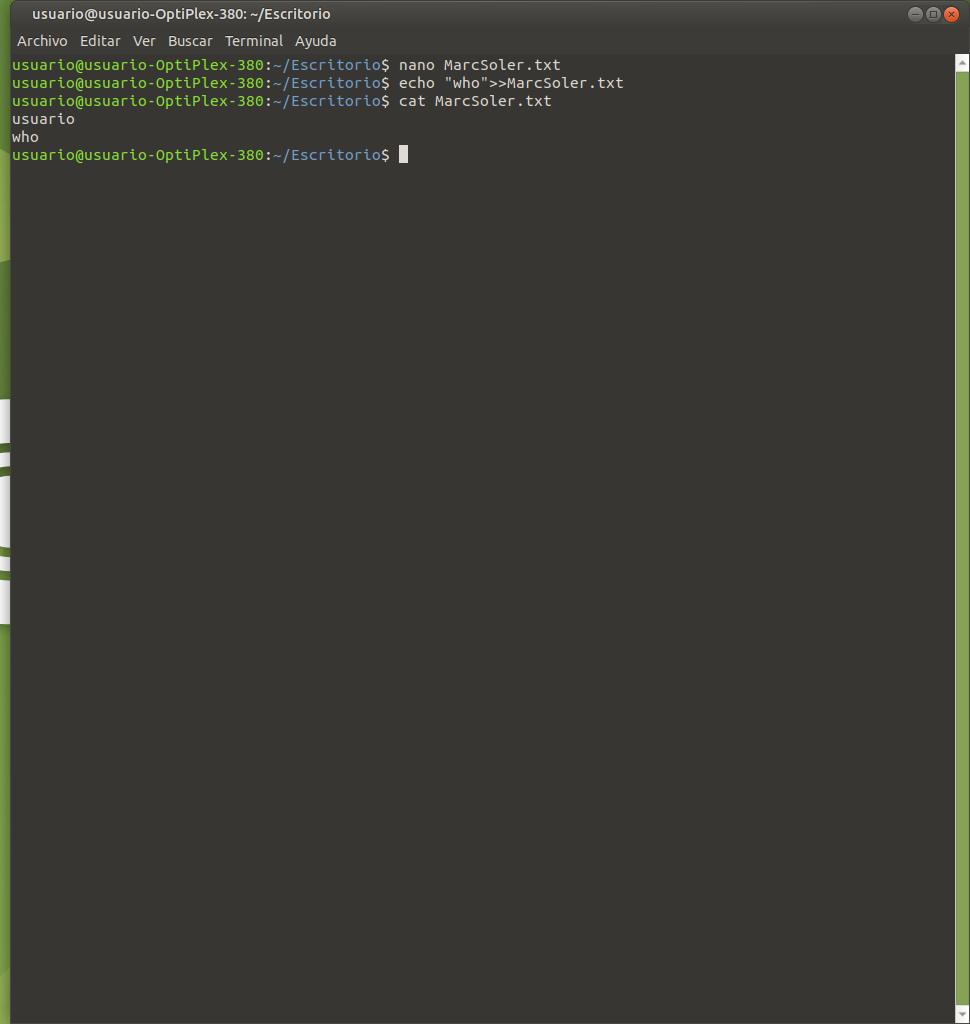 usuario@usuario-OptiPlex-380: ~/Escritorio
Archivo Editar Ver Buscar Terminal Ayuda
usuario@usuario-OptiPlex-380:~/Escritorio$ nano MarcSoler.txt
usuario@usuario-OptiPlex-380:~/Escritorio$ echo "who">>MarcSoler.txt
usuario@usuario-OptiPlex-380:~/Escritorio$ cat MarcSoler.txt
usuario
who
usuario@usuario-OptiPlex-380:~/Escritorio$